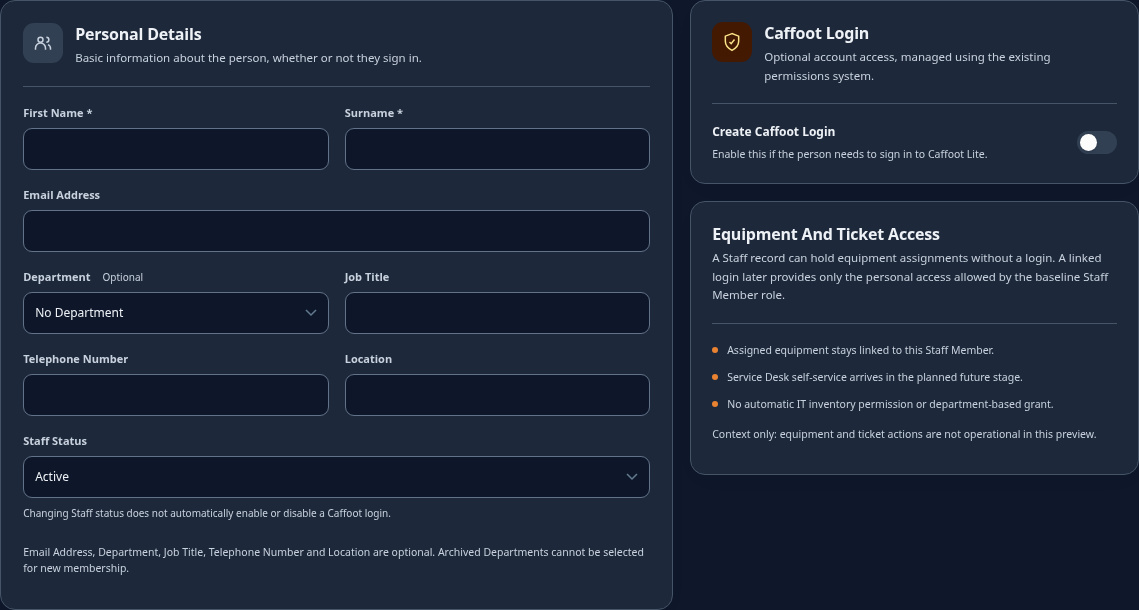 Personal Details
Basic information about the person, whether or not they sign in.
First Name *
Surname *
Email Address
Department Optional
Job Title
No Department
Telephone Number
Location
Staff Status
Active
Changing Staff status does not automatically enable or disable a Caffoot login.
Email Address, Department, Job Title, Telephone Number and Location are optional. Archived Departments cannot be selected
for new membership.
Caffoot Login
Optional account access, managed using the existing
permissions system.
Create Caffoot Login
Enable this if the person needs to sign in to Caffoot Lite.
Equipment And Ticket Access
A Staff record can hold equipment assignments without a login. A linked
login later provides only the personal access allowed by the baseline Staff
Member role.
Assigned equipment stays linked to this Staff Member.
Service Desk self-service arrives in the planned future stage.
No automatic IT inventory permission or department-based grant.
Context only: equipment and ticket actions are not operational in this preview.